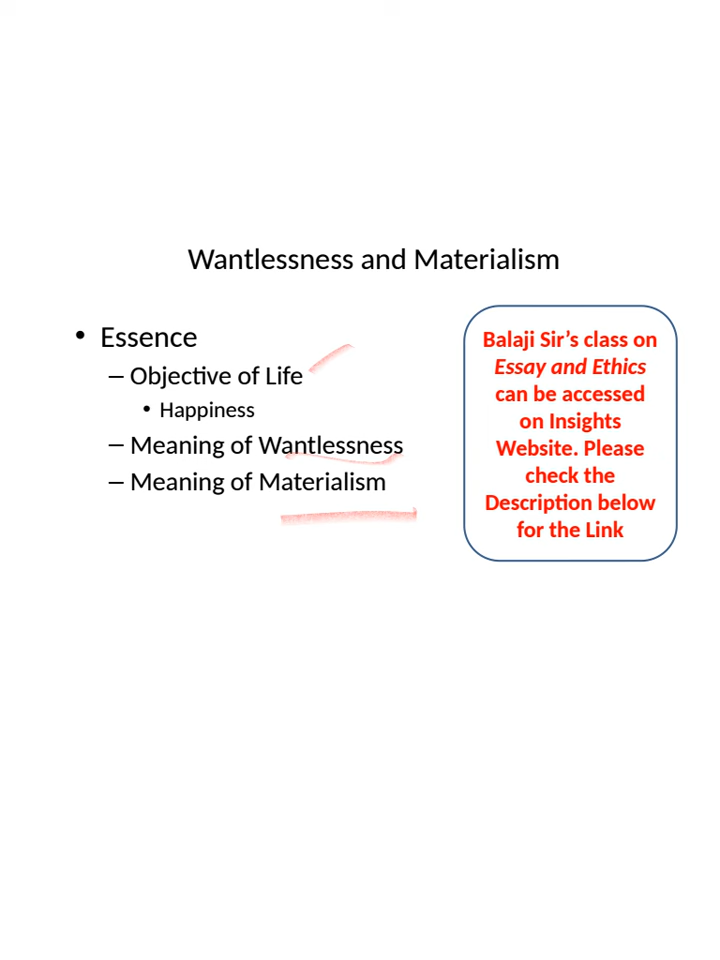 Wantlessness and Materialism
• Essence
– Objective of Life
• Happiness
– Meaning of Wantlessness
– Meaning of Materialism
Balaji Sir’s class on
Essay and Ethics
can be accessed
on Insights
Website. Please
check the
Description below
for the Link